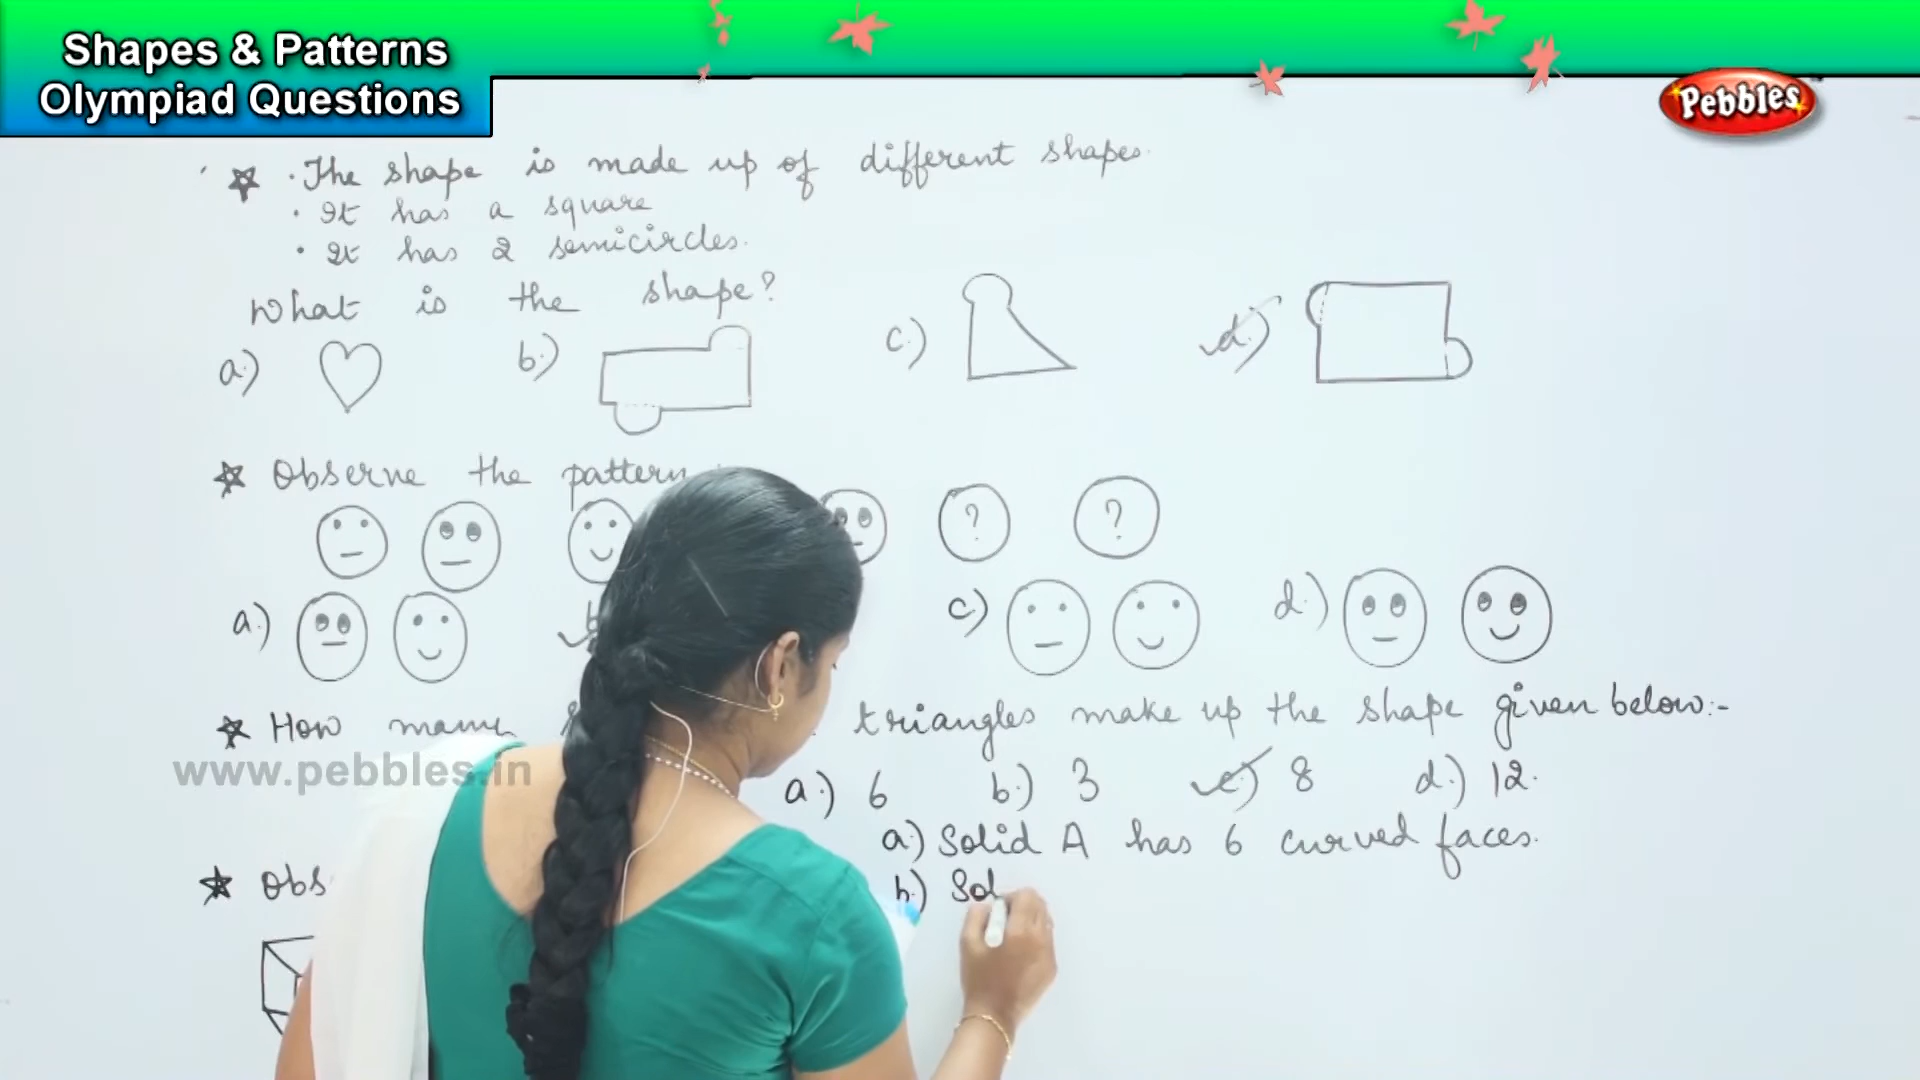 Shapes & Patterns
Olympiad Questions
Pebbles
The shape is made up of different shapes.
It has a square
It has 2 semicircles.
What is the shape?
a.) b.) c.) d.)
Observe the pattern
? ?
a.) c.) d.)
How many triangles make up the shape given below:-
www.pebbles.in
a.) 6 b.) 3 c.) 8 d.) 12.
a.) Solid A has 6 curved faces.
Obs
b.) Sol